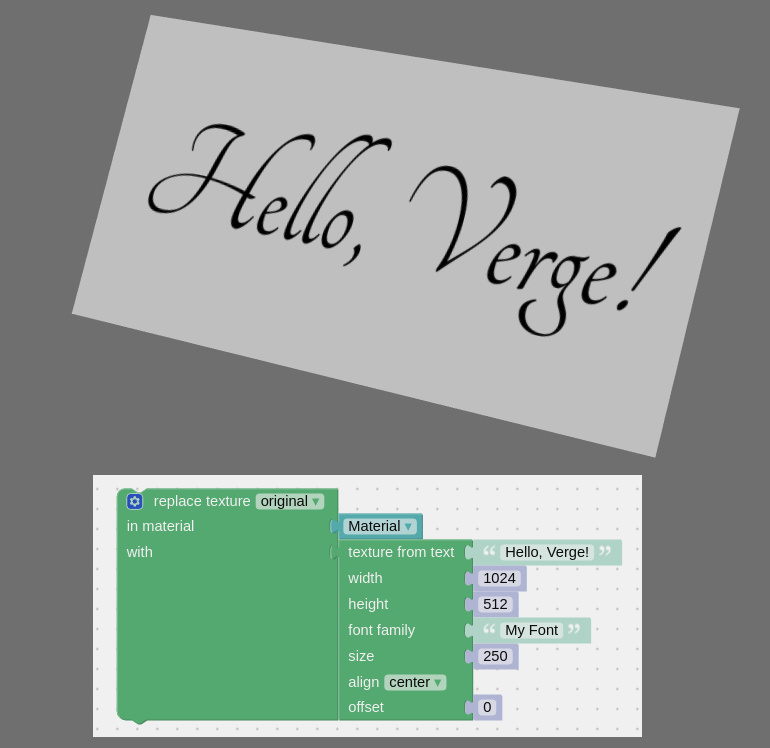 Hello, Verge!
replace texture original ▾
in material Material ▾
with texture from text “ Hello, Verge! ”
width 1024
height 512
font family “ My Font ”
size 250
align center ▾
offset 0